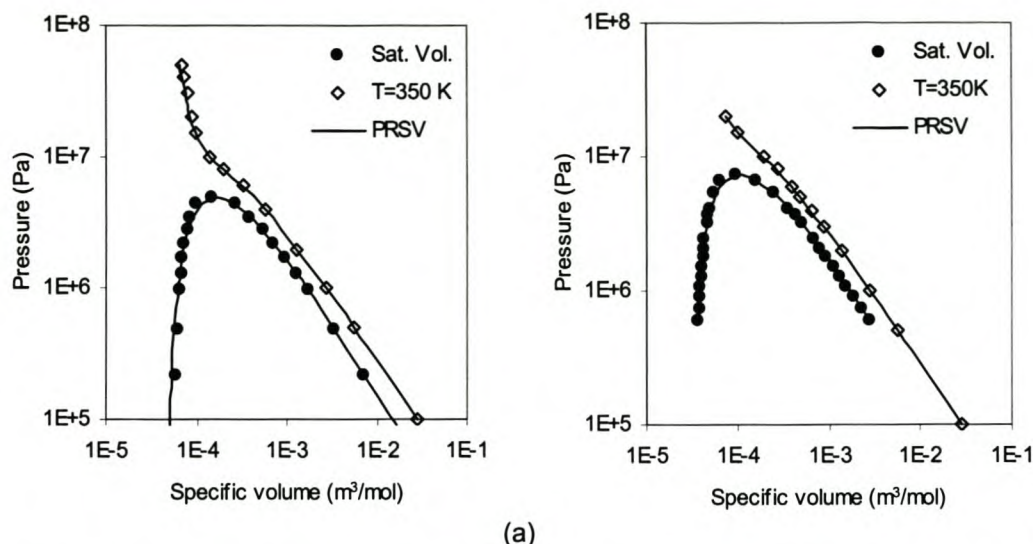 1E+8
1E+7
1E+6
1E+5
Pressure (Pa)
Sat. Vol.
T=350 K
PRSV
1E-5 1E-4 1E-3 1E-2 1E-1
Specific volume (m³/mol)
1E+8
1E+7
1E+6
1E+5
Pressure (Pa)
Sat. Vol.
T=350K
PRSV
1E-5 1E-4 1E-3 1E-2 1E-1
Specific volume (m³/mol)
(a)